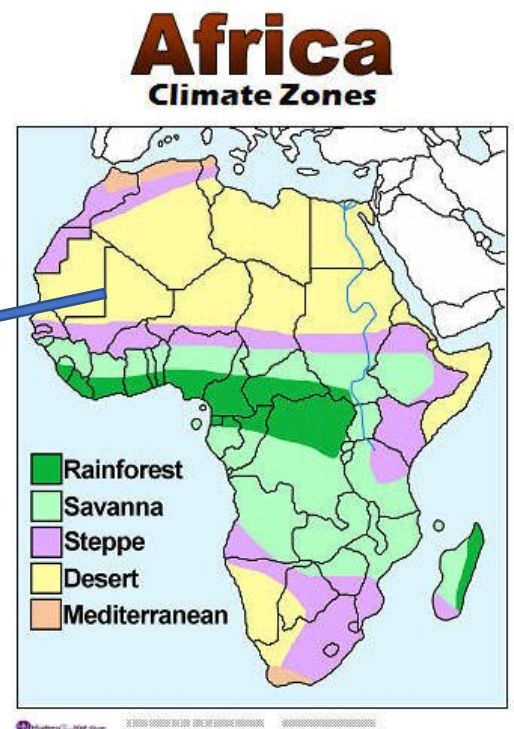 Africa
Climate Zones
Rainforest
Savanna
Steppe
Desert
Mediterranean